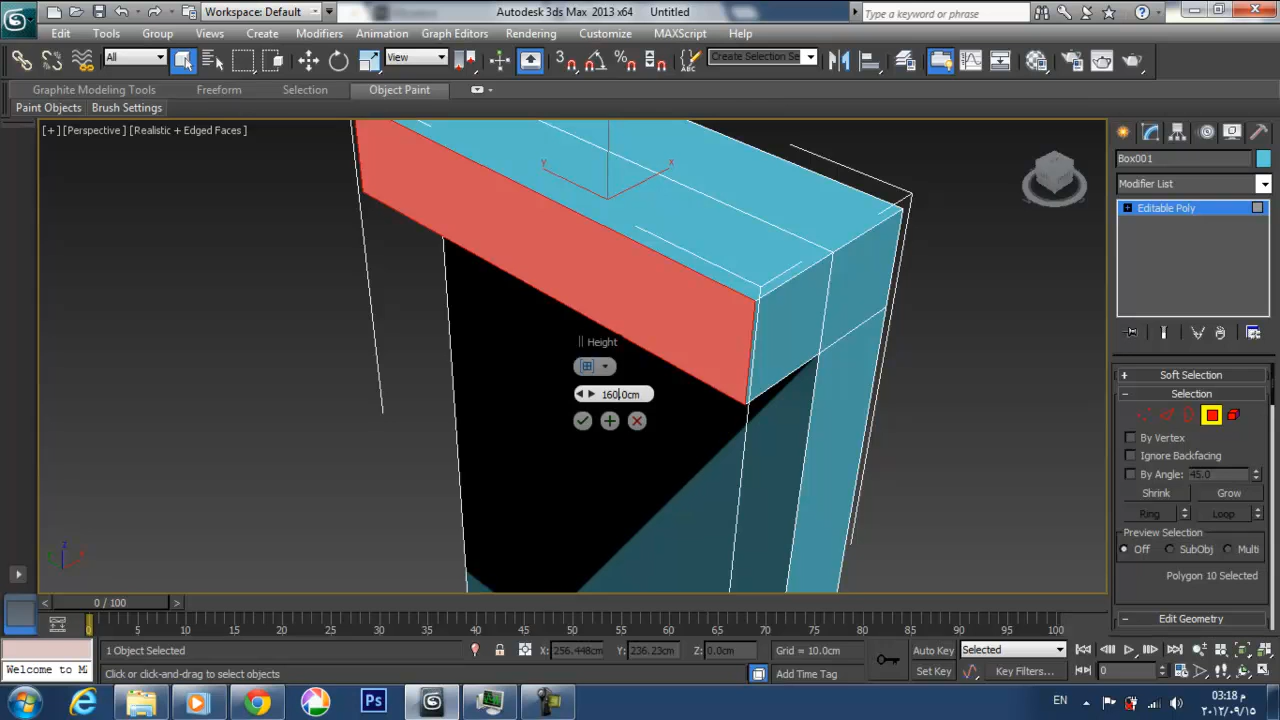 Workspace: Default
Autodesk 3ds Max 2013 x64
Untitled
Type a keyword or phrase
Edit Tools Group Views Create Modifiers Animation Graph Editors Rendering Customize MAXScript Help
All
View
Create Selection Se
Graphite Modeling Tools Freeform Selection Object Paint
Paint Objects Brush Settings
[+] [Perspective ] [Realistic + Edged Faces ]
Box001
Modifier List
Editable Poly
y
x
Height
160.0cm
Soft Selection
Selection
By Vertex
Ignore Backfacing
By Angle: 45.0
Shrink Grow
Ring Loop
Preview Selection
Off SubObj Multi
Polygon 10 Selected
Edit Geometry
z
0 / 100
0 5 10 15 20 25 30 35 40 45 50 55 60 65 70 75 80 85 90 95 100
1 Object Selected
X: 256.448cm Y: 236.23cm Z: 0.0cm
Grid = 10.0cm
Auto Key
Selected
Welcome to M
Click or click-and-drag to select objects
Add Time Tag
Set Key
Key Filters...
0
Ps
EN
03:18 م
٢٠١٢/٠٩/١٥